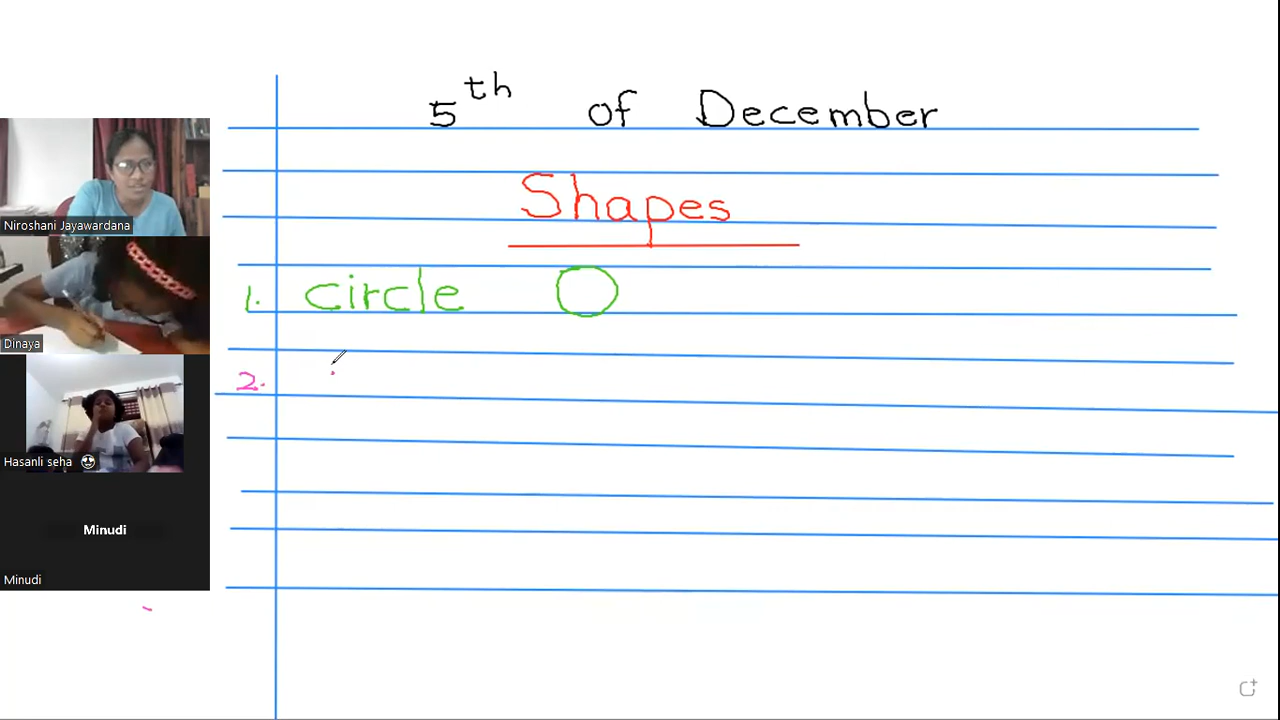 5th of December
Shapes
1. circle
2.
Niroshani Jayawardana
Dinaya
Hasanli seha 😍
Minudi
Minudi